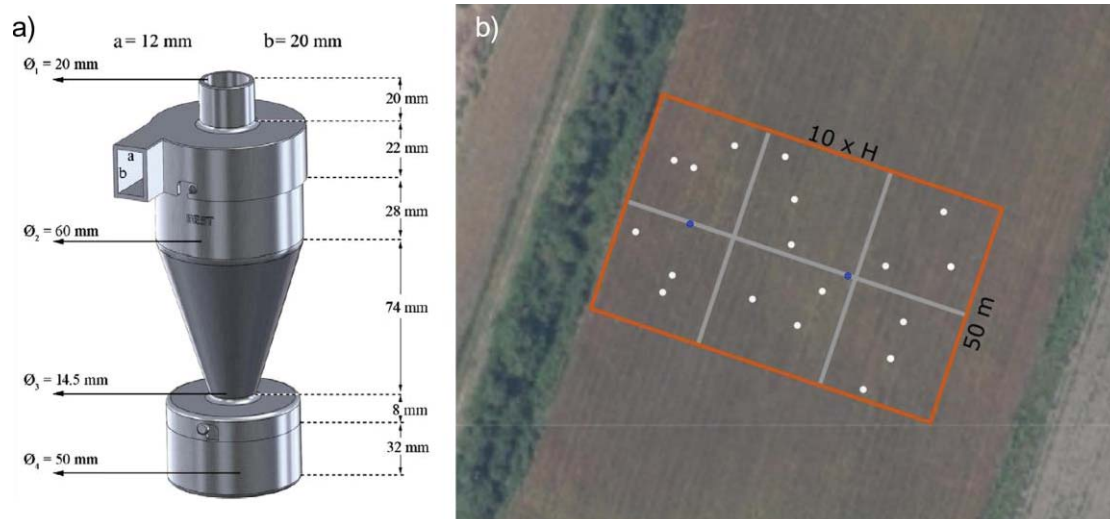 a)
a = 12 mm
b= 20 mm
Ø₁ = 20 mm
20 mm
22 mm
a
b
28 mm
Ø₂ = 60 mm
74 mm
Ø₃ = 14.5 mm
8 mm
32 mm
Ø₄ = 50 mm
b)
10 x H
50 m